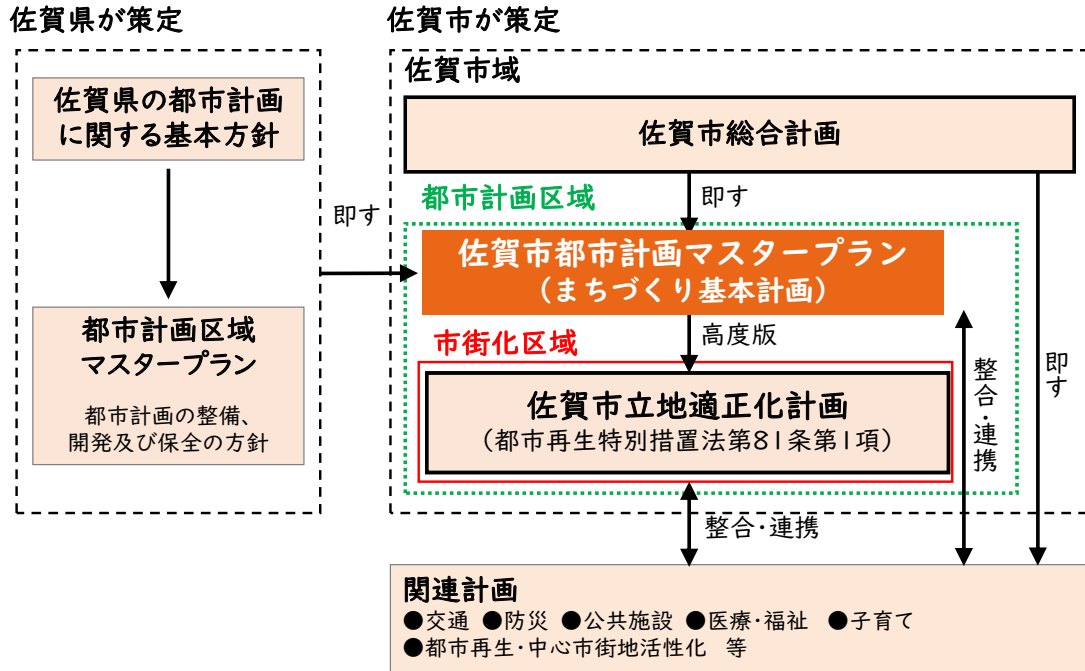 佐賀県が策定
佐賀県の都市計画
に関する基本方針
都市計画区域
マスタープラン
都市計画の整備、
開発及び保全の方針
即す
佐賀市が策定
佐賀市域
佐賀市総合計画
都市計画区域
即す
佐賀市都市計画マスタープラン
(まちづくり基本計画)
市街化区域
高度版
佐賀市立地適正化計画
(都市再生特別措置法第81条第1項)
整合・連携
整合・連携
即す
関連計画
●交通 ●防災 ●公共施設 ●医療・福祉 ●子育て
●都市再生・中心市街地活性化 等